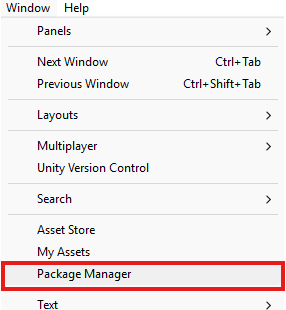 Window Help
Panels
Next Window Ctrl+Tab
Previous Window Ctrl+Shift+Tab
Layouts
Multiplayer
Unity Version Control
Search
Asset Store
My Assets
Package Manager
Text